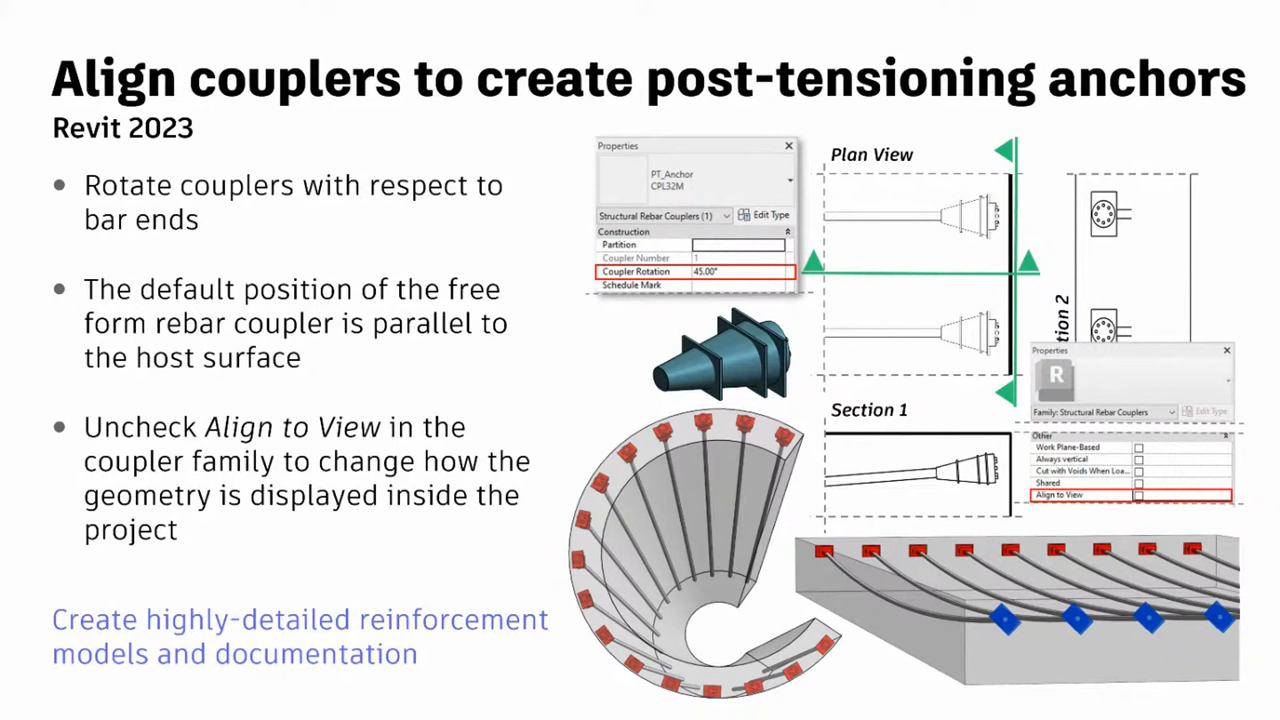 Align couplers to create post-tensioning anchors
Revit 2023
Rotate couplers with respect to
bar ends
The default position of the free
form rebar coupler is parallel to
the host surface
Uncheck Align to View in the
coupler family to change how the
geometry is displayed inside the
project
Create highly-detailed reinforcement
models and documentation
Properties
PT_Anchor
CPL32M
Structural Rebar Couplers (1)
Edit Type
Construction
Partition
Coupler Number 1
Coupler Rotation 45.00°
Schedule Mark
Plan View
Section 1
tion 2
Properties
R
Family: Structural Rebar Couplers
Edit Type
Other
Work Plane-Based
Always vertical
Cut with Voids When Loa...
Shared
Align to View